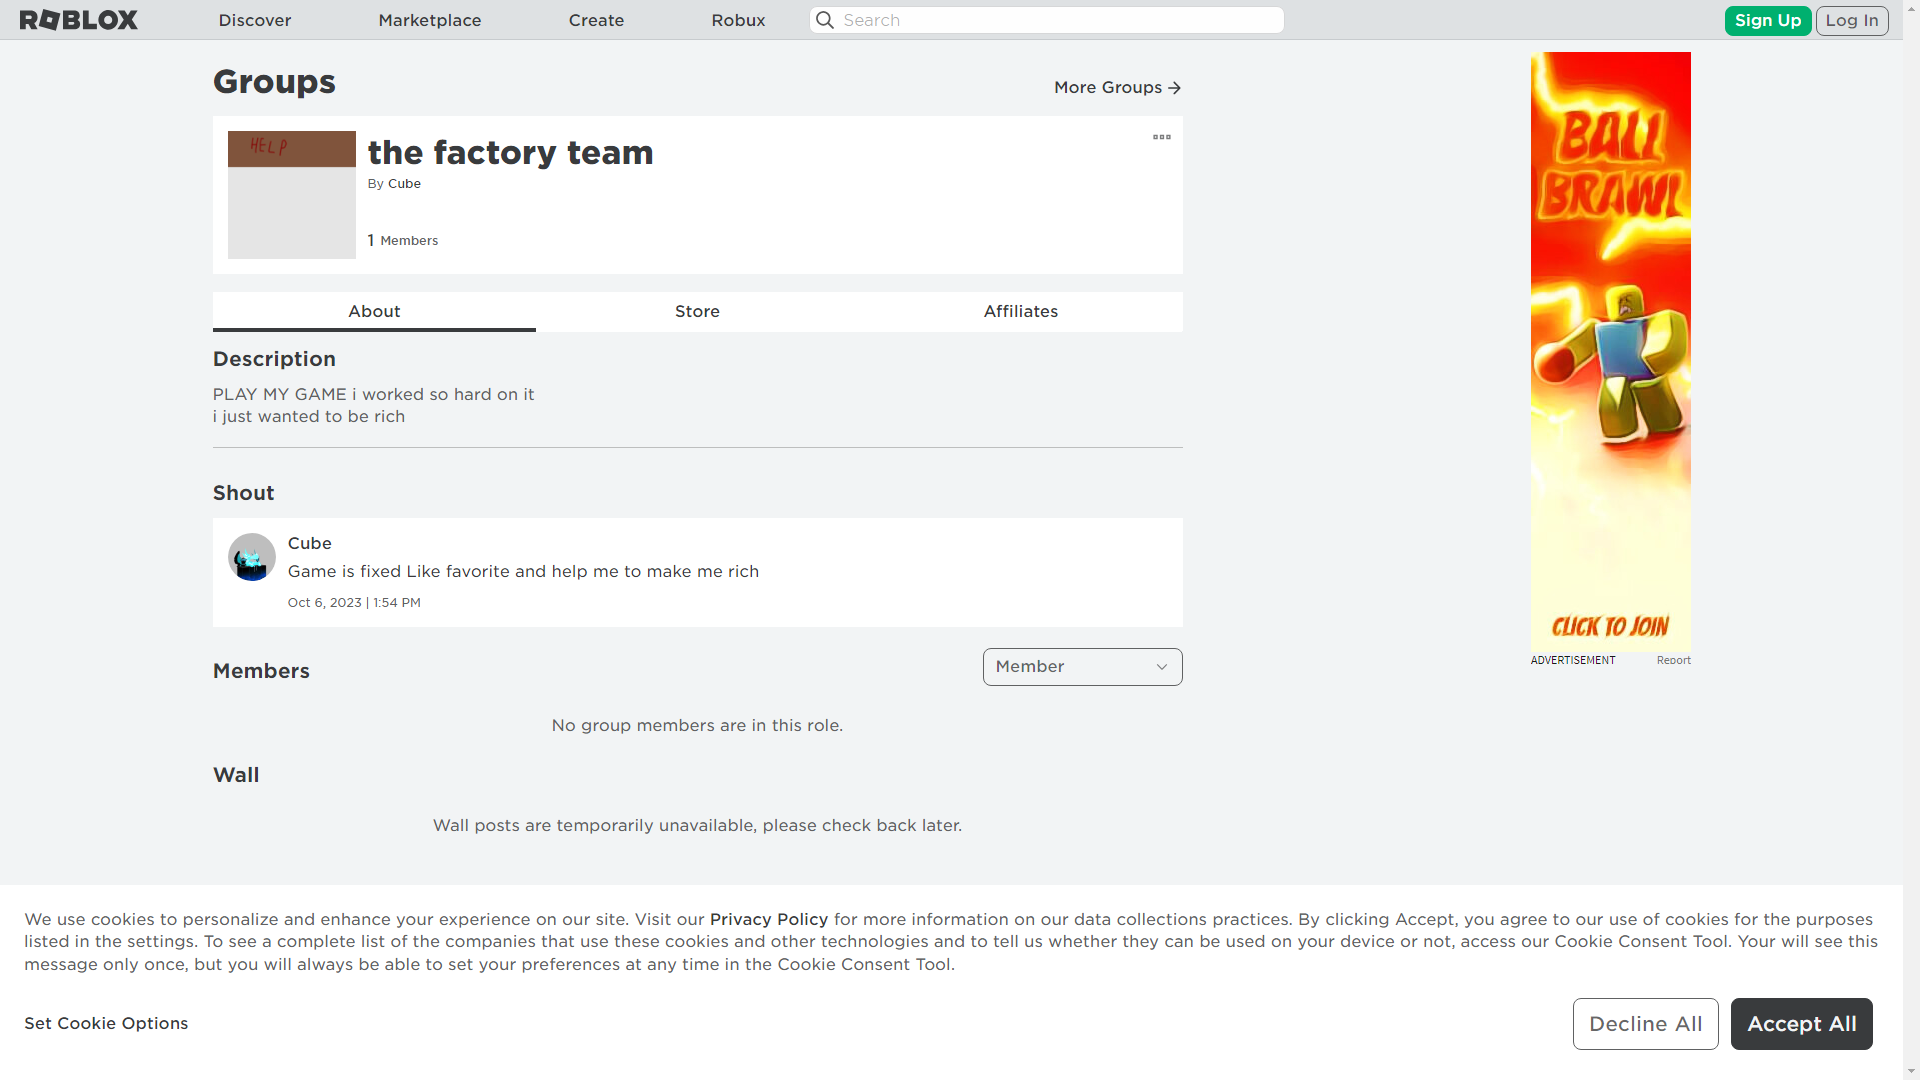 ROBLOX
Discover
Marketplace
Create
Robux
Search
Sign Up
Log In
Groups
More Groups
HELP
the factory team
By Cube
1 Members
About
Store
Affiliates
Description
PLAY MY GAME i worked so hard on it
i just wanted to be rich
Shout
Cube
Game is fixed Like favorite and help me to make me rich
Oct 6, 2023 | 1:54 PM
Members
Member
No group members are in this role.
Wall
Wall posts are temporarily unavailable, please check back later.
BALL
BRAWL
CLICK TO JOIN
ADVERTISEMENT
Report
We use cookies to personalize and enhance your experience on our site. Visit our Privacy Policy for more information on our data collections practices. By clicking Accept, you agree to our use of cookies for the purposes
listed in the settings. To see a complete list of the companies that use these cookies and other technologies and to tell us whether they can be used on your device or not, access our Cookie Consent Tool. Your will see this
message only once, but you will always be able to set your preferences at any time in the Cookie Consent Tool.
Set Cookie Options
Decline All
Accept All